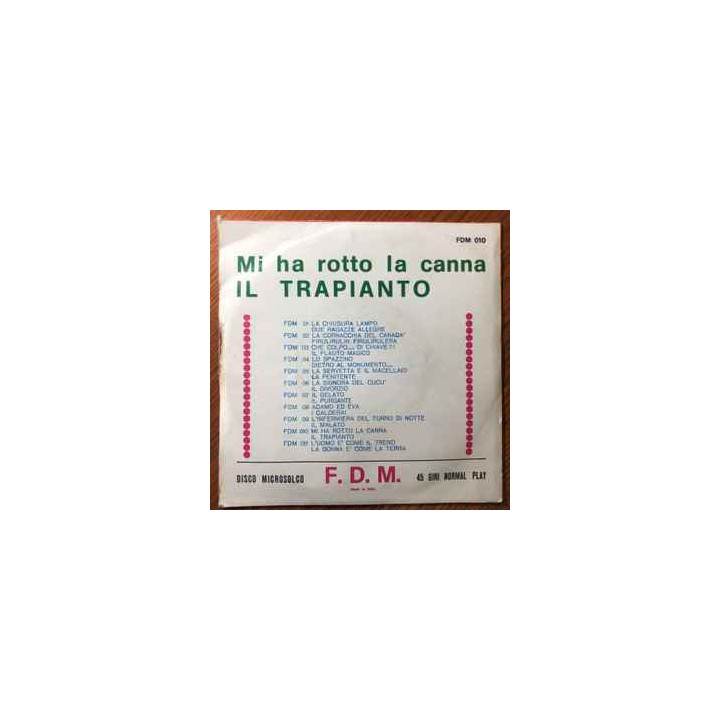 FDM 010
Mi ha rotto la canna
IL TRAPIANTO
FDM 01 LA CHIUSURA LAMPO
DUE RAGAZZE ALLEGRE
FDM 02 LA CORNACCHIA DEL CANADA'
FIRULIRULIN FIRULIRULERA
FDM 03 CHE COLPO.... DI CHIAVE!!
IL FLAUTO MAGICO
FDM 04 LO SPAZZINO
DIETRO AL MONUMENTO....
FDM 05 LA SERVETTA E IL MACELLAIO
LA PENITENTE
FDM 06 LA SIGNORA DEL CUCU'
IL DIVORZIO
FDM 07 IL GELATO
IL PURGANTE
FDM 08 ADAMO ED EVA
I CALDERAI
FDM 09 L'INFERMIERA DEL TURNO DI NOTTE
IL MALATO
FDM 010 MI HA ROTTO LA CANNA
IL TRAPIANTO
FDM 011 L'UOMO E' COME IL TRENO
LA DONNA E' COME LA TERRA
DISCO MICROSOLCO F. D. M. 45 GIRI NORMAL PLAY